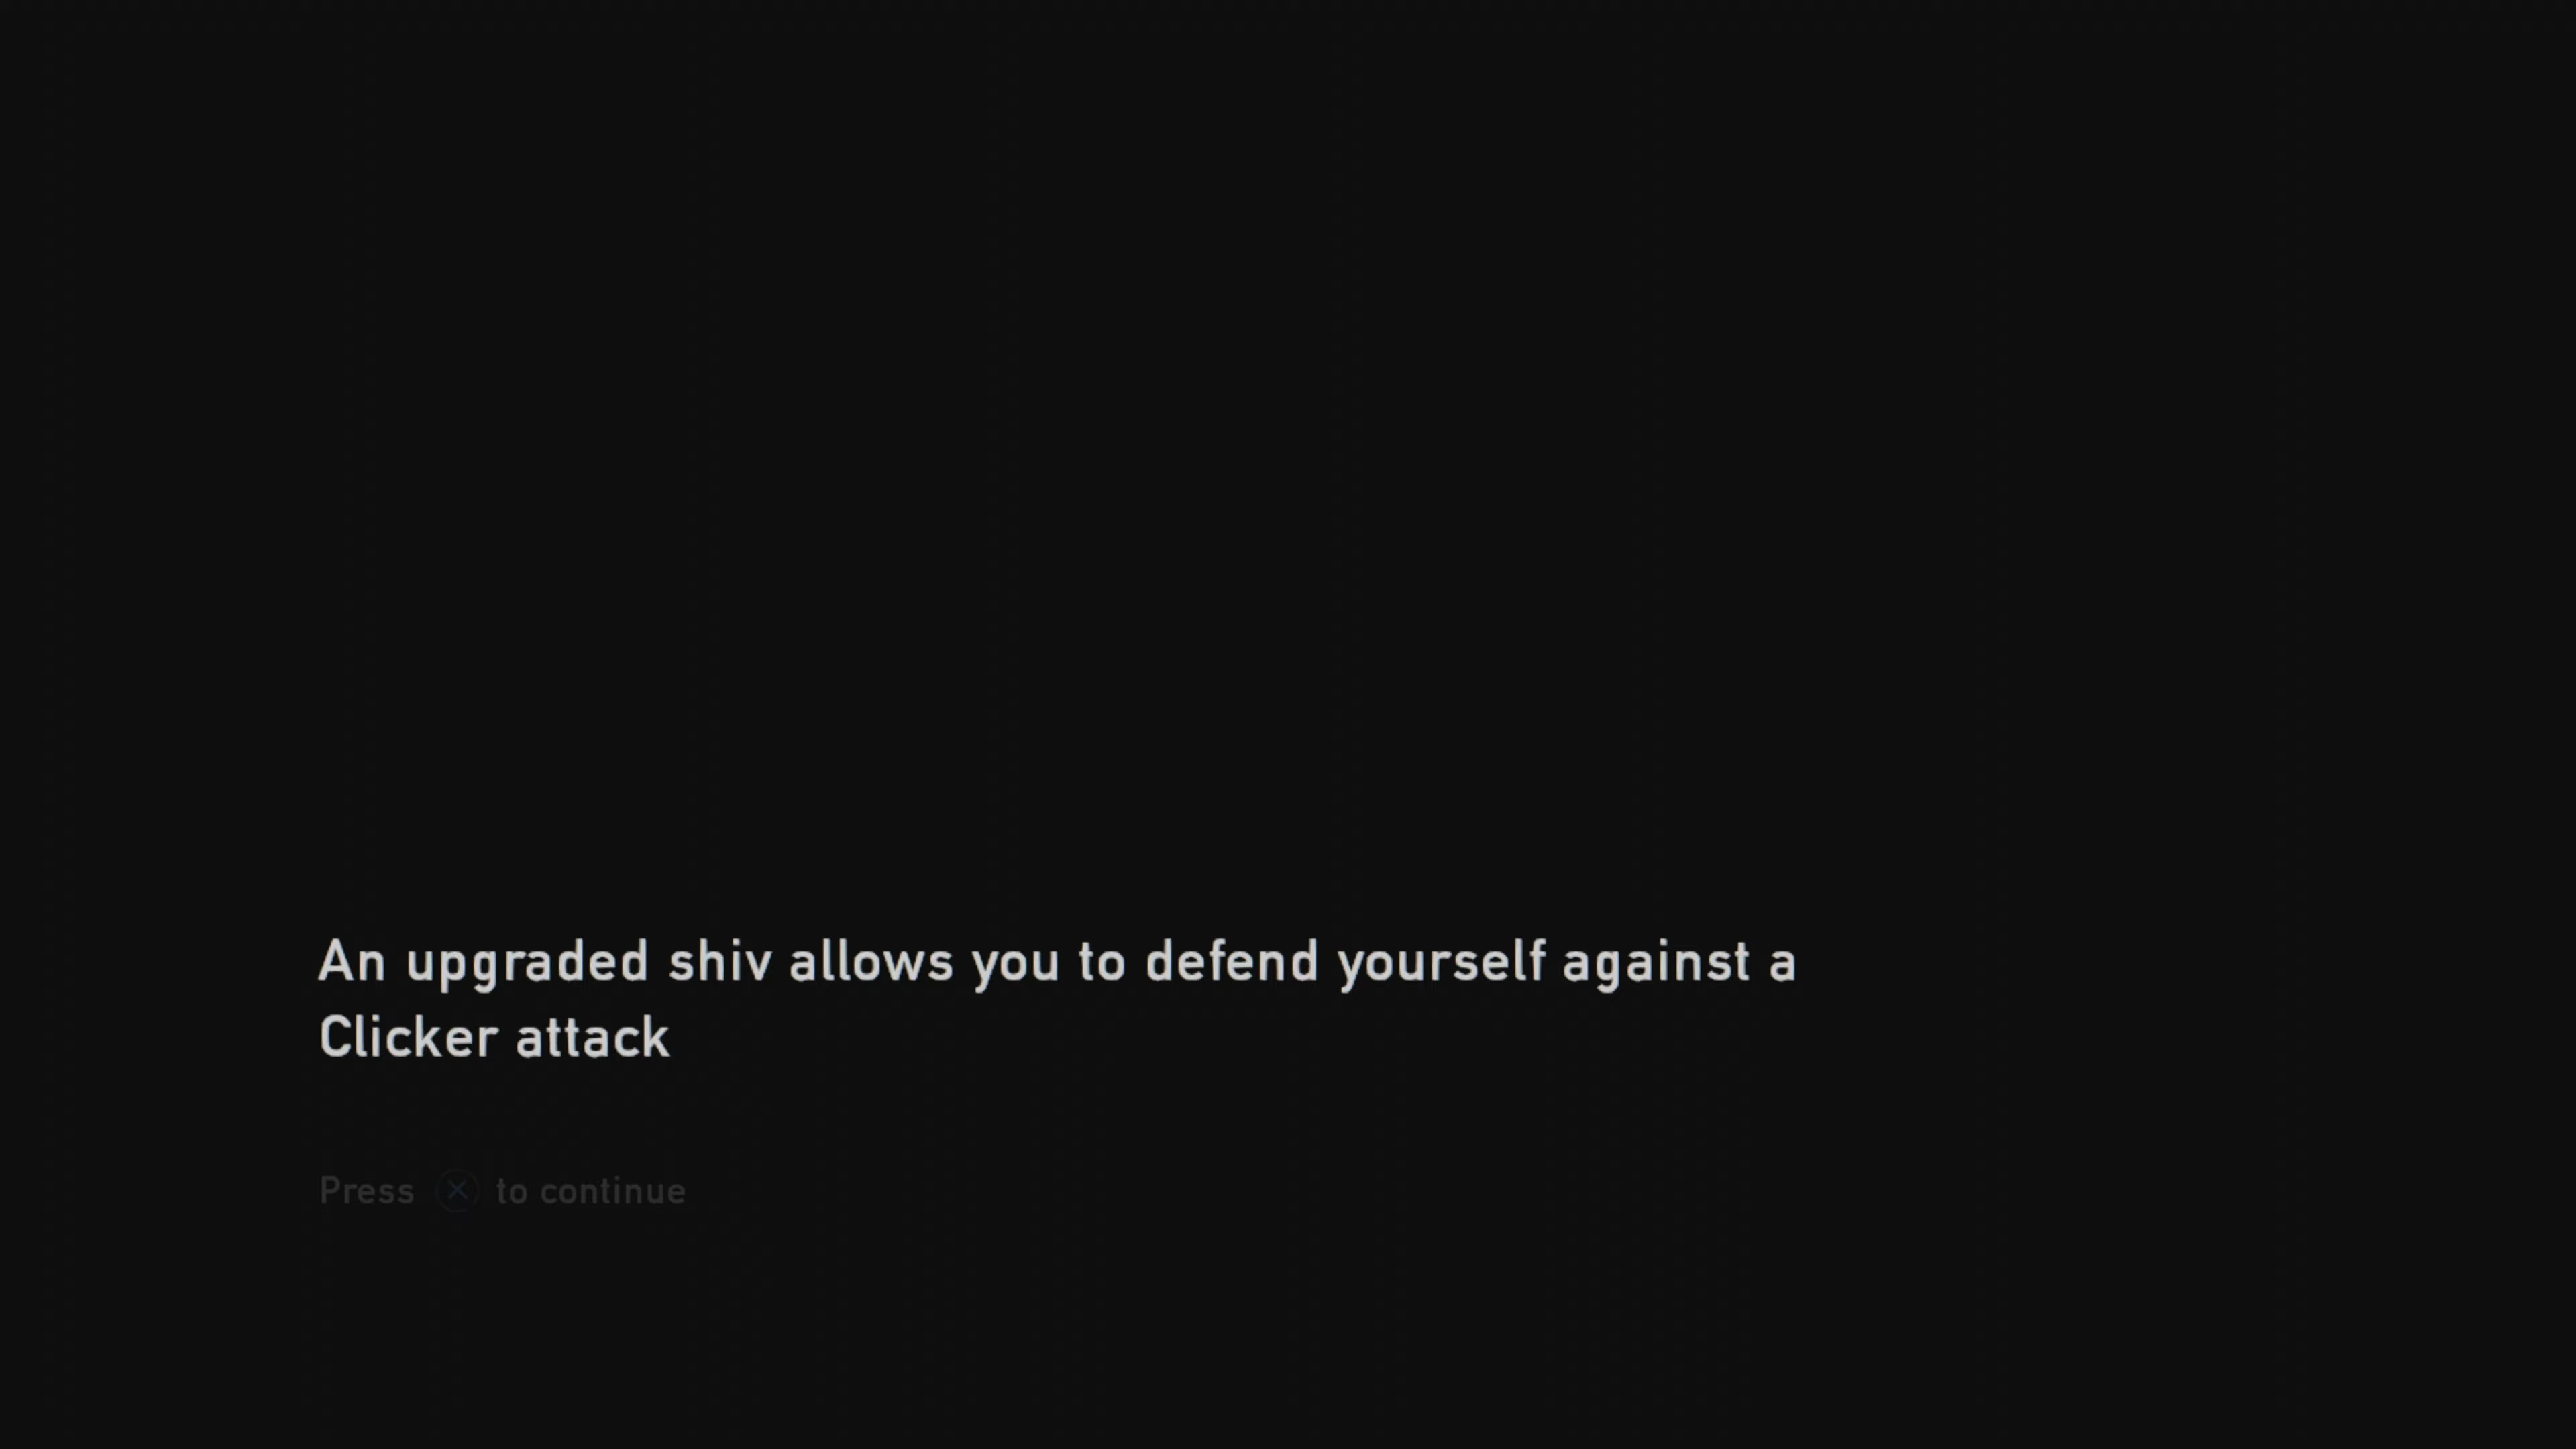 An upgraded shiv allows you to defend yourself against a
Clicker attack
Press ⓧ to continue